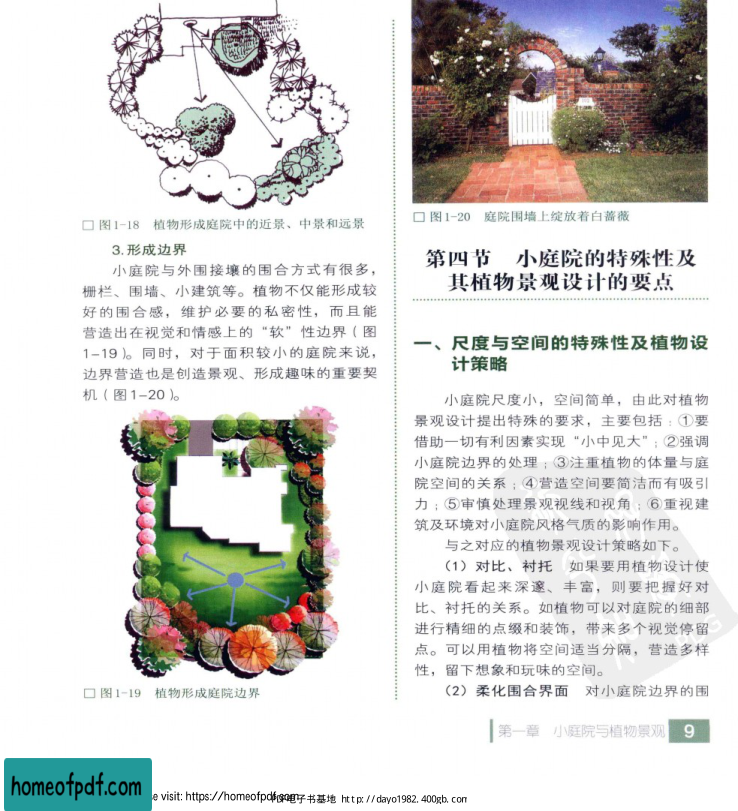 □ 图1-18 植物形成庭院中的近景、中景和远景
3.形成边界
小庭院与外围接壤的围合方式有很多，
栅栏、围墙、小建筑等。植物不仅能形成较
好的围合感，维护必要的私密性，而且能
营造出在视觉和情感上的“软”性边界（图
1-19）。同时，对于面积较小的庭院来说，
边界营造也是创造景观、形成趣味的重要契
机（图1-20）。
□ 图1-19 植物形成庭院边界
□ 图1-20 庭院围墙上绽放着白蔷薇
第四节 小庭院的特殊性及
其植物景观设计的要点
一、尺度与空间的特殊性及植物设
计策略
小庭院尺度小，空间简单，由此对植物
景观设计提出特殊的要求，主要包括：①要
借助一切有利因素实现“小中见大”；②强调
小庭院边界的处理；③注重植物的体量与庭
院空间的关系；④营造空间要简洁而有吸引
力；⑤审慎处理景观视线和视角；⑥重视建
筑及环境对小庭院风格气质的影响作用。
与之对应的植物景观设计策略如下。
（1）对比、衬托 如果要用植物设计使
小庭院看起来深邃、丰富，则要把握好对
比、衬托的关系。如植物可以对庭院的细部
进行精细的点缀和装饰，带来多个视觉停留
点。可以用植物将空间适当分隔，营造多样
性，留下想象和玩味的空间。
（2）柔化围合界面 对小庭院边界的围
第一章 小庭院与植物景观 9
homeofpdf.com
e visit: https://homeofpdf.com
电子书基地 http://dayo1982.400gb.com